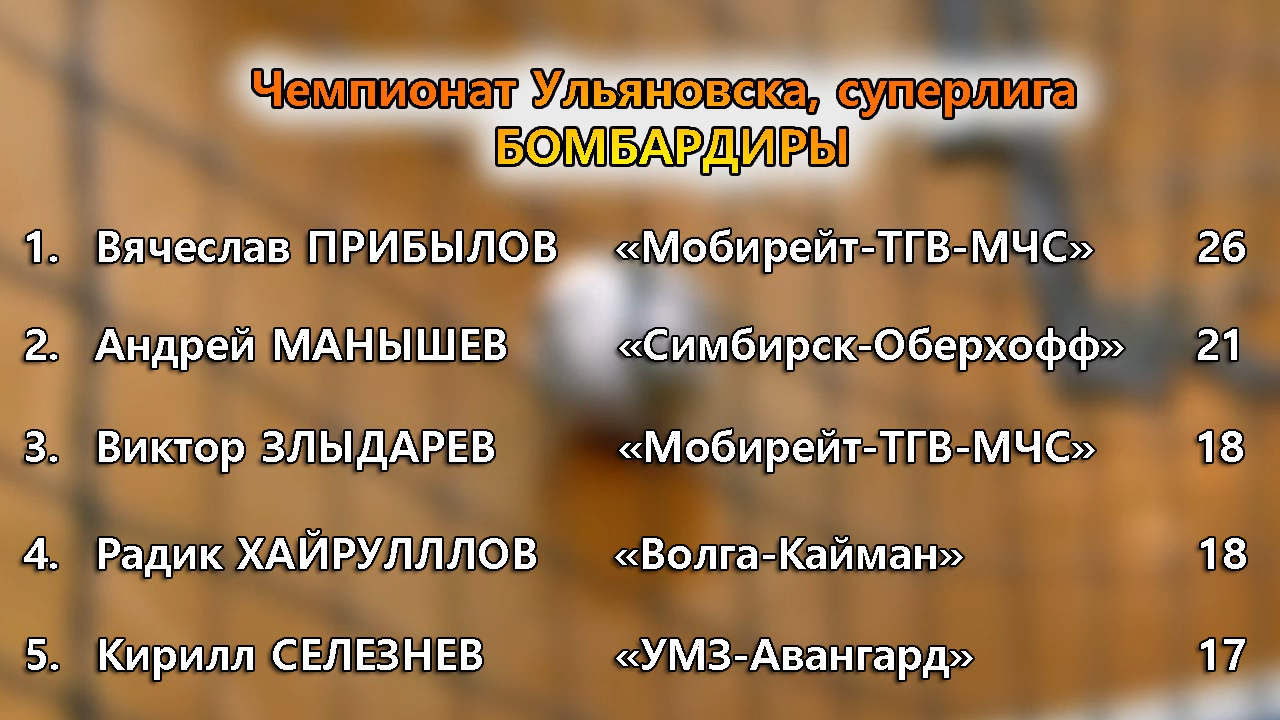 Чемпионат Ульяновска, суперлига
БОМБАРДИРЫ
1. Вячеслав ПРИБЫЛОВ «Мобирейт-ТГВ-МЧС» 26
2. Андрей МАНЫШЕВ «Симбирск-Оберхофф» 21
3. Виктор ЗЛЫДАРЕВ «Мобирейт-ТГВ-МЧС» 18
4. Радик ХАЙРУЛЛЛОВ «Волга-Кайман» 18
5. Кирилл СЕЛЕЗНЕВ «УМЗ-Авангард» 17